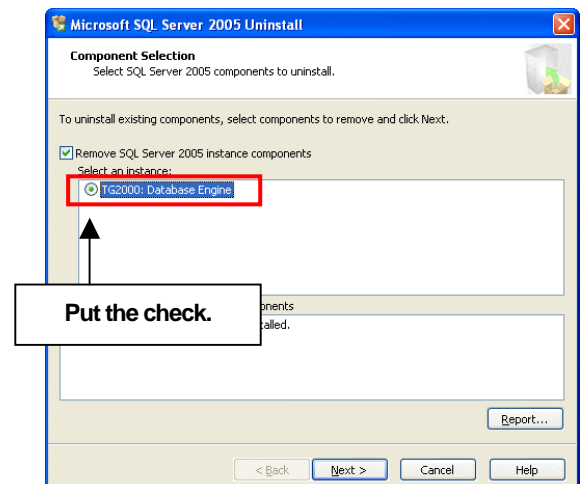 Microsoft SQL Server 2005 Uninstall
Component Selection
Select SQL Server 2005 components to uninstall.
To uninstall existing components, select components to remove and click Next.
Remove SQL Server 2005 instance components
Select an instance:
TG2000: Database Engine
Put the check.
Report...
< Back
Next >
Cancel
Help